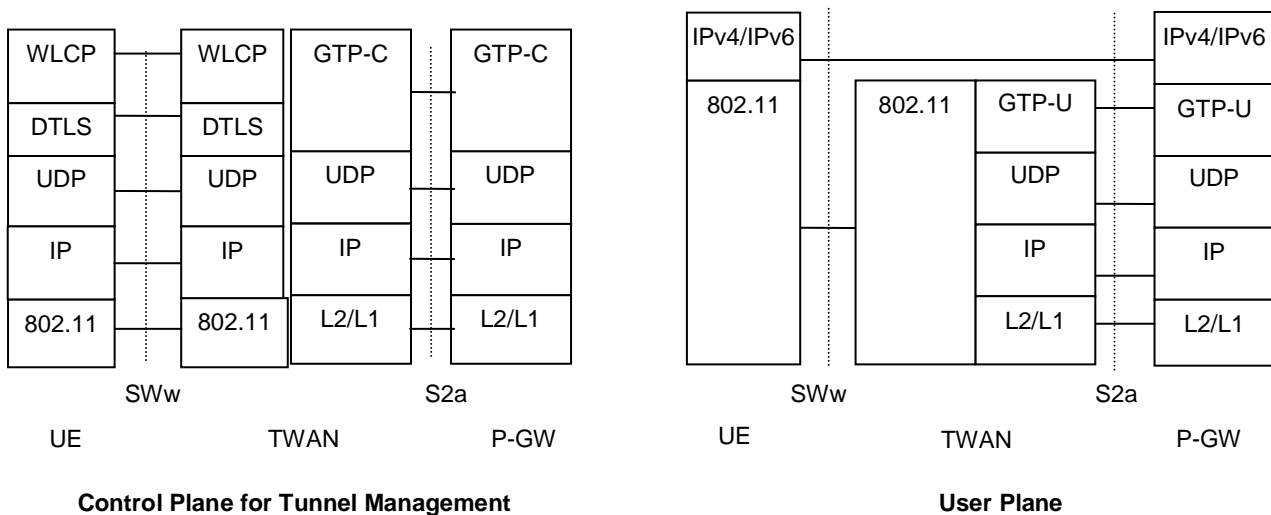 WLCP WLCP GTP-C GTP-C
DTLS DTLS
UDP UDP UDP UDP
IP IP IP IP
802.11 802.11 L2/L1 L2/L1
SWw S2a
UE TWAN P-GW
Control Plane for Tunnel Management
IPv4/IPv6 IPv4/IPv6
802.11 802.11 GTP-U GTP-U
UDP UDP
IP IP
L2/L1 L2/L1
SWw S2a
UE TWAN P-GW
User Plane